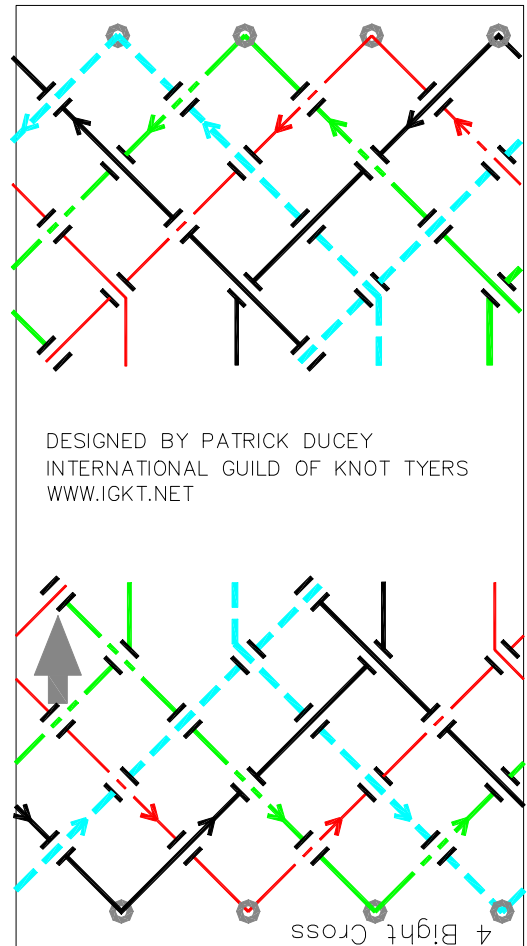 DESIGNED BY PATRICK DUCEY
INTERNATIONAL GUILD OF KNOT TYERS
WWW.IGKT.NET
4 Bight Cross